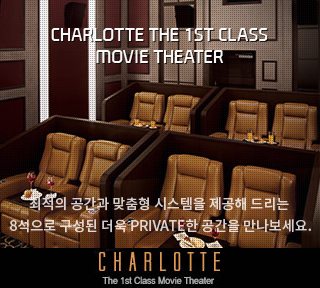 CHARLOTTE THE 1ST CLASS
MOVIE THEATER
최적의 공간과 맞춤형 시스템을 제공해 드리는
8석으로 구성된 더욱 PRIVATE한 공간을 만나보세요.
CHARLOTTE
The 1st Class Movie Theater